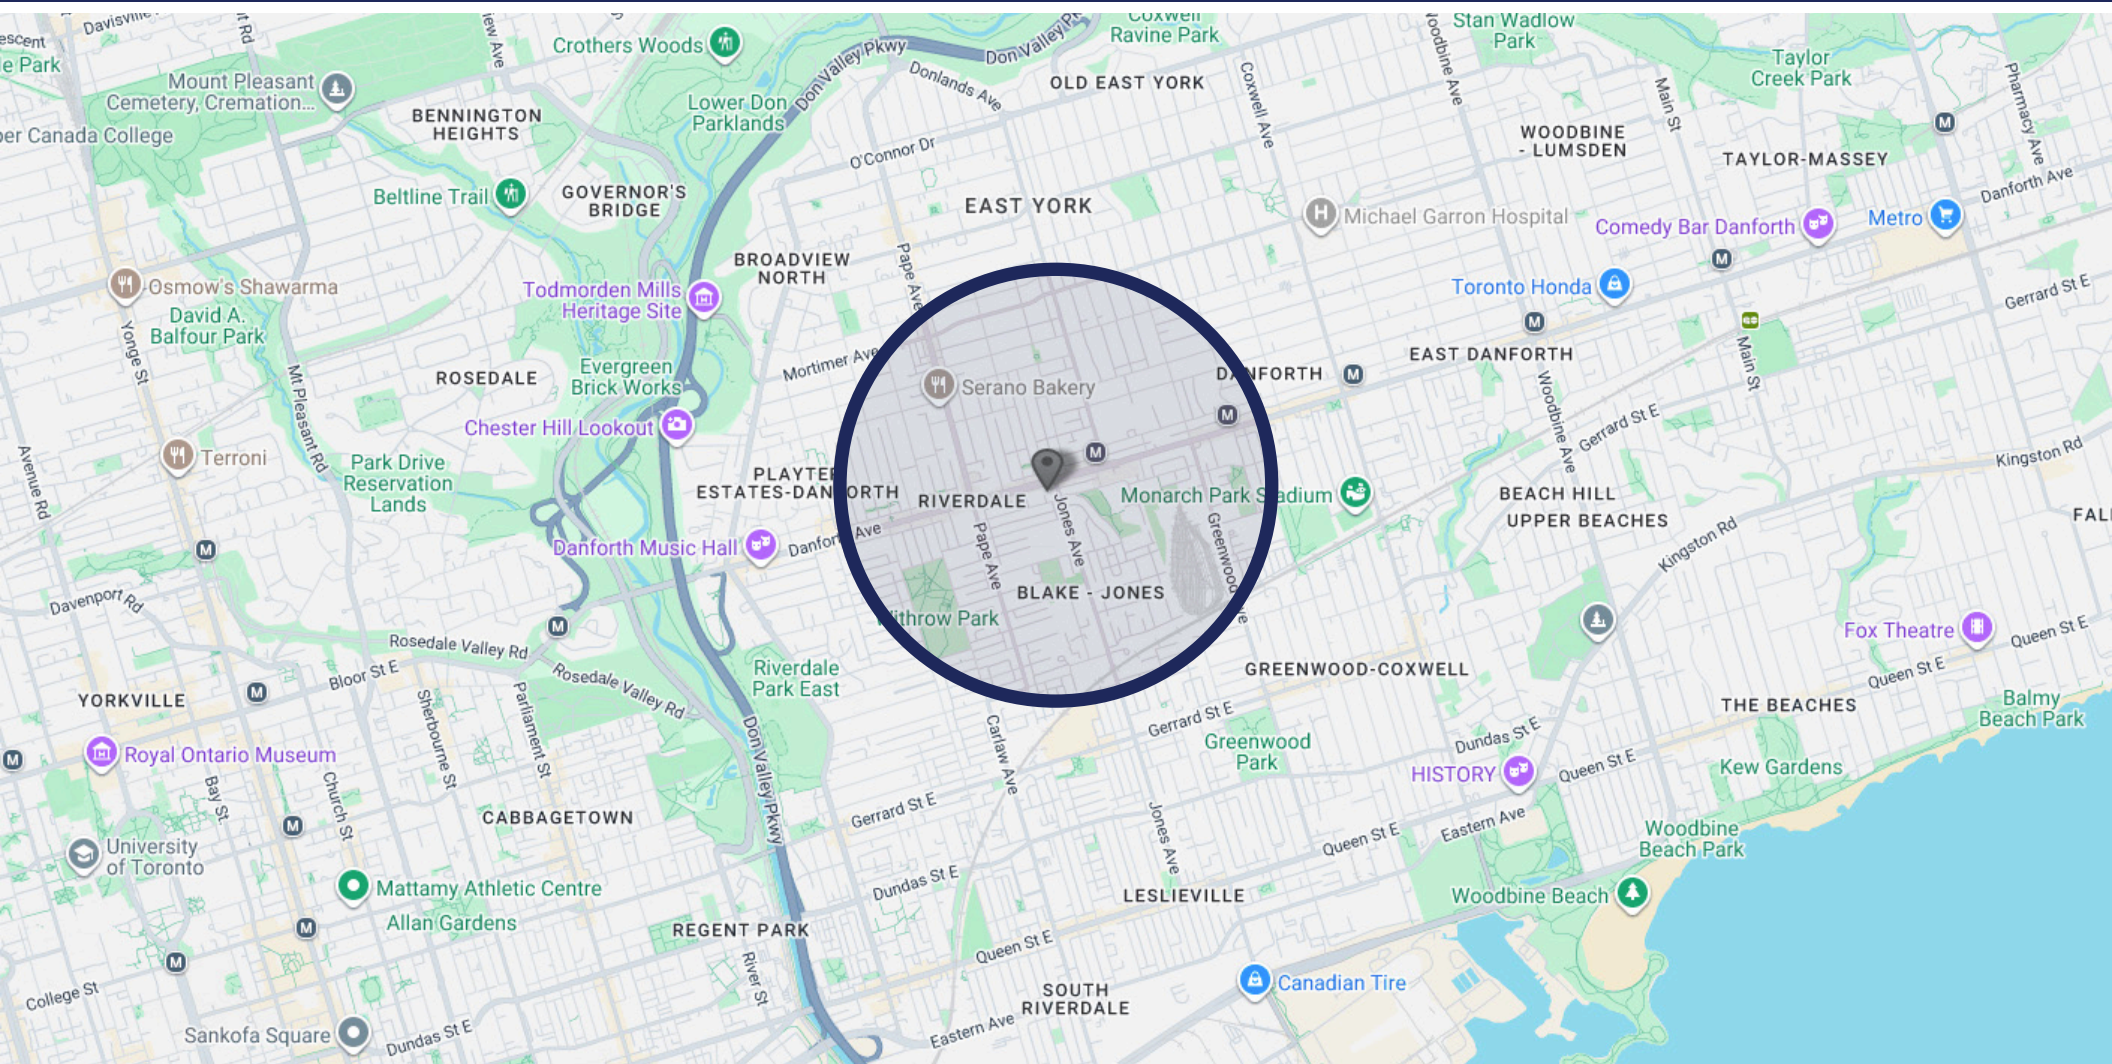 Davisville
view Ave
Crothers Woods
Don Valley Pkwy
Don Valley
Coxwell
Ravine Park
Stan Wadlow
Park
escent
e Park
t Rd
Mount Pleasant
Cemetery, Cremation...
BENNINGTON
HEIGHTS
Lower Don
Parklands
Donlands Ave
OLD EAST YORK
Coxwell Ave
Woodbine Ave
Main St
Taylor
Creek Park
Pharmacy Ave
per Canada College
O'Connor Dr
M
WOODBINE
- LUMSDEN
TAYLOR-MASSEY
Beltline Trail
GOVERNOR'S
BRIDGE
EAST YORK
H
Michael Garron Hospital
Comedy Bar Danforth
Metro
Danforth Ave
Osmow's Shawarma
David A.
Balfour Park
Todmorden Mills
Heritage Site
BROADVIEW
NORTH
Pape Ave
M
Toronto Honda
Gerrard St E
Yonge St
Mt Pleasant Rd
ROSEDALE
Evergreen
Brick Works
Mortimer Ave
Serano Bakery
DANFORTH
M
EAST DANFORTH
M
GO
Main St
Chester Hill Lookout
M
M
Woodbine Ave
Gerrard St E
Avenue Rd
Terroni
Park Drive
Reservation
Lands
PLAYTER
ESTATES-DANFORTH
RIVERDALE
Jones Ave
Monarch Park Stadium
BEACH HILL
UPPER BEACHES
Kingston Rd
Kingston Rd
FAL
M
Danforth Music Hall
Danforth Ave
Pape Ave
Greenwood Ave
BLAKE - JONES
Davenport Rd
M
Withrow Park
Rosedale Valley Rd
Rosedale Valley Rd
Bloor St E
Riverdale
Park East
GREENWOOD-COXWELL
Fox Theatre
Queen St E
Queen St E
YORKVILLE
M
Sherbourne St
Parliament St
Don Valley Pkwy
Carlaw Ave
Gerrard St E
Greenwood
Park
Dundas St E
THE BEACHES
Balmy
Beach Park
M
Royal Ontario Museum
Bay St
Church St
M
HISTORY
Queen St E
Kew Gardens
CABBAGETOWN
Gerrard St E
Jones Ave
Queen St E
Eastern Ave
Woodbine
Beach Park
University
of Toronto
Mattamy Athletic Centre
Allan Gardens
M
Dundas St E
LESLIEVILLE
Woodbine Beach
REGENT PARK
Queen St E
M
College St
River St
SOUTH
RIVERDALE
Canadian Tire
Sankofa Square
Dundas St E
Eastern Ave